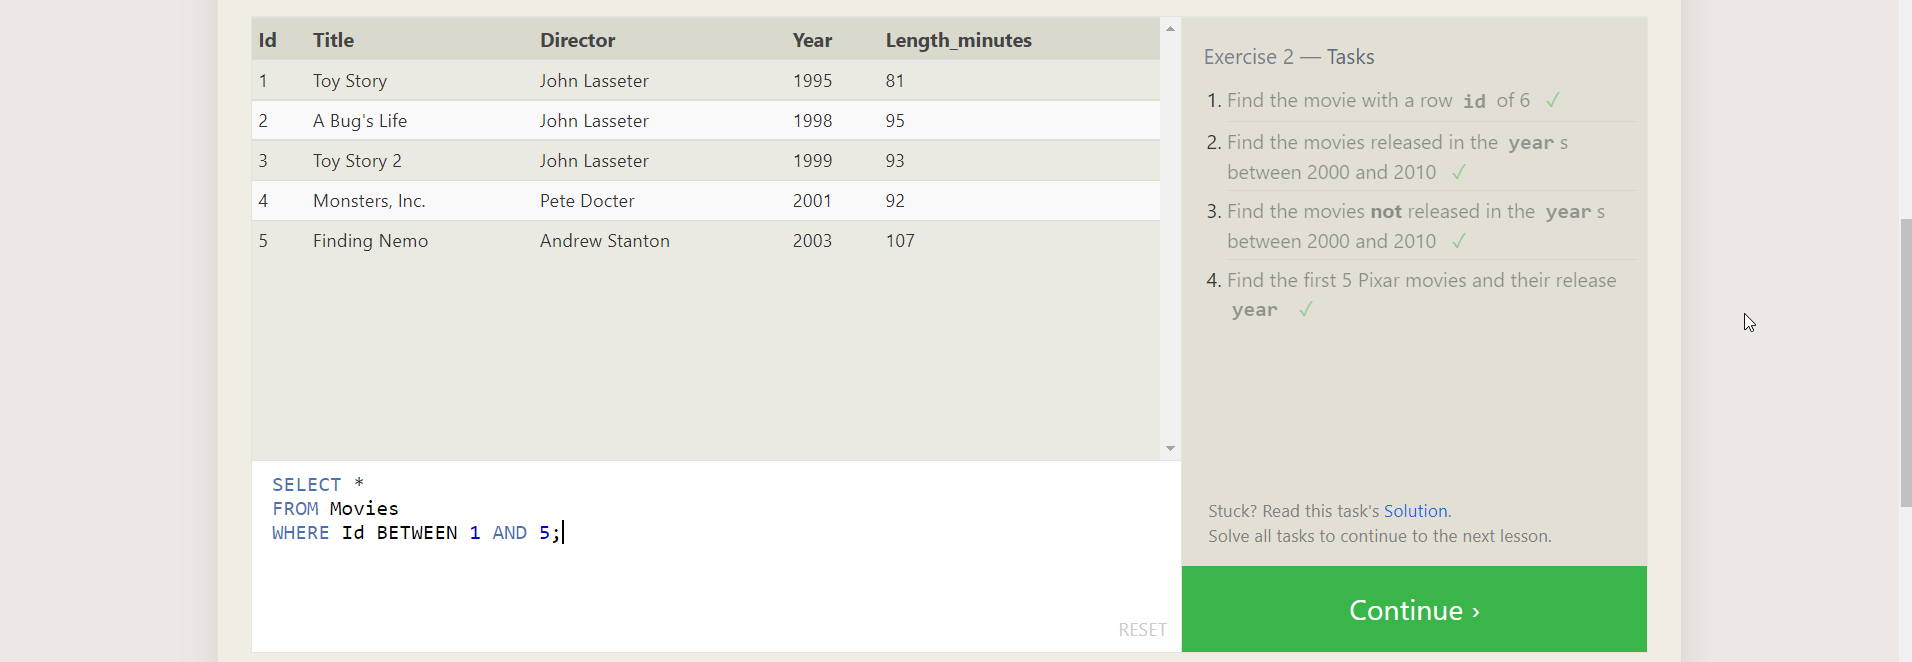 Id Title Director Year Length_minutes
1 Toy Story John Lasseter 1995 81
2 A Bug's Life John Lasseter 1998 95
3 Toy Story 2 John Lasseter 1999 93
4 Monsters, Inc. Pete Docter 2001 92
5 Finding Nemo Andrew Stanton 2003 107
SELECT *
FROM Movies
WHERE Id BETWEEN 1 AND 5;
RESET
Exercise 2 — Tasks
1. Find the movie with a row id of 6 ✓
2. Find the movies released in the year s
between 2000 and 2010 ✓
3. Find the movies not released in the year s
between 2000 and 2010 ✓
4. Find the first 5 Pixar movies and their release
year ✓
Stuck? Read this task's Solution.
Solve all tasks to continue to the next lesson.
Continue ›